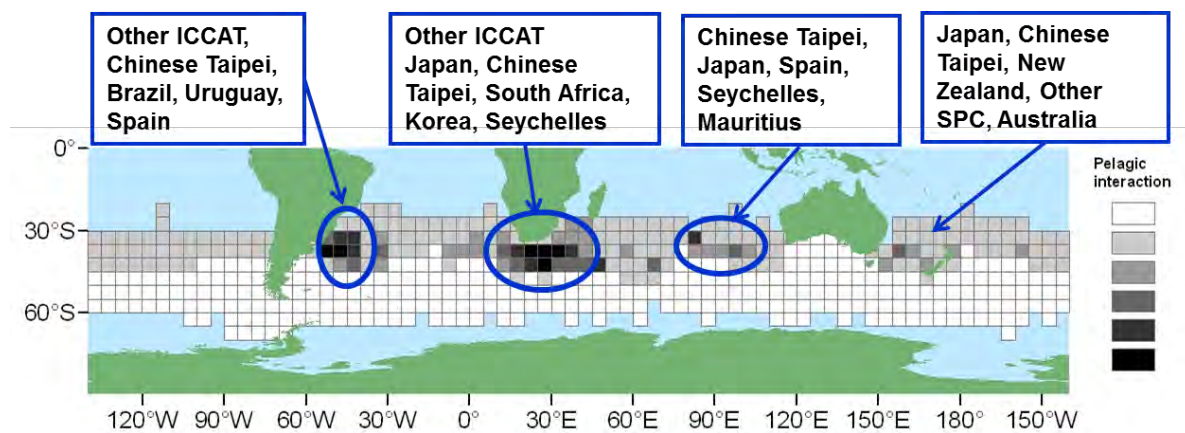 Other ICCAT,
Chinese Taipei,
Brazil, Uruguay,
Spain
Other ICCAT
Japan, Chinese
Taipei, South Africa,
Korea, Seychelles
Chinese Taipei,
Japan, Spain,
Seychelles,
Mauritius
Japan, Chinese
Taipei, New
Zealand, Other
SPC, Australia
Pelagic
interaction
0°
30°S
60°S
120°W 90°W 60°W 30°W 0° 30°E 60°E 90°E 120°E 150°E 180° 150°W